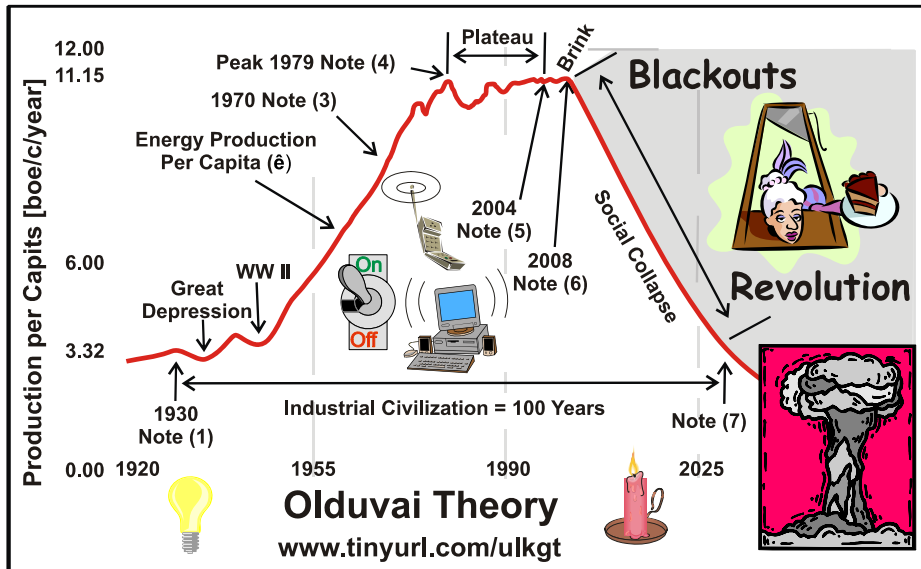 Production per Capits [boe/c/year]
12.00
11.15
6.00
3.32
0.00
1920
1955
1990
2025
Plateau
Brink
Peak 1979 Note (4)
1970 Note (3)
Energy Production
Per Capita (ê)
WW II
Great
Depression
1930
Note (1)
On
Off
2004
Note (5)
2008
Note (6)
Social Collapse
Blackouts
Revolution
Industrial Civilization = 100 Years
Note (7)
Olduvai Theory
www.tinyurl.com/ulkgt